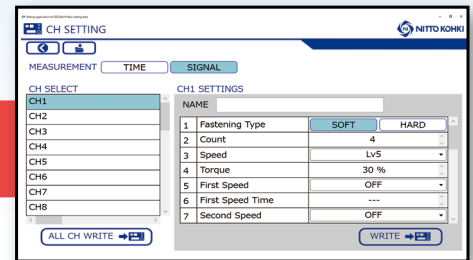 CH SETTING
NITTO KOHKI
MEASUREMENT TIME SIGNAL
CH SELECT
CH1
CH2
CH3
CH4
CH5
CH6
CH7
CH8
ALL CH WRITE
CH1 SETTINGS
NAME
1 Fastening Type SOFT HARD
2 Count 4
3 Speed Lv5
4 Torque 30 %
5 First Speed OFF
6 First Speed Time ---
7 Second Speed OFF
WRITE